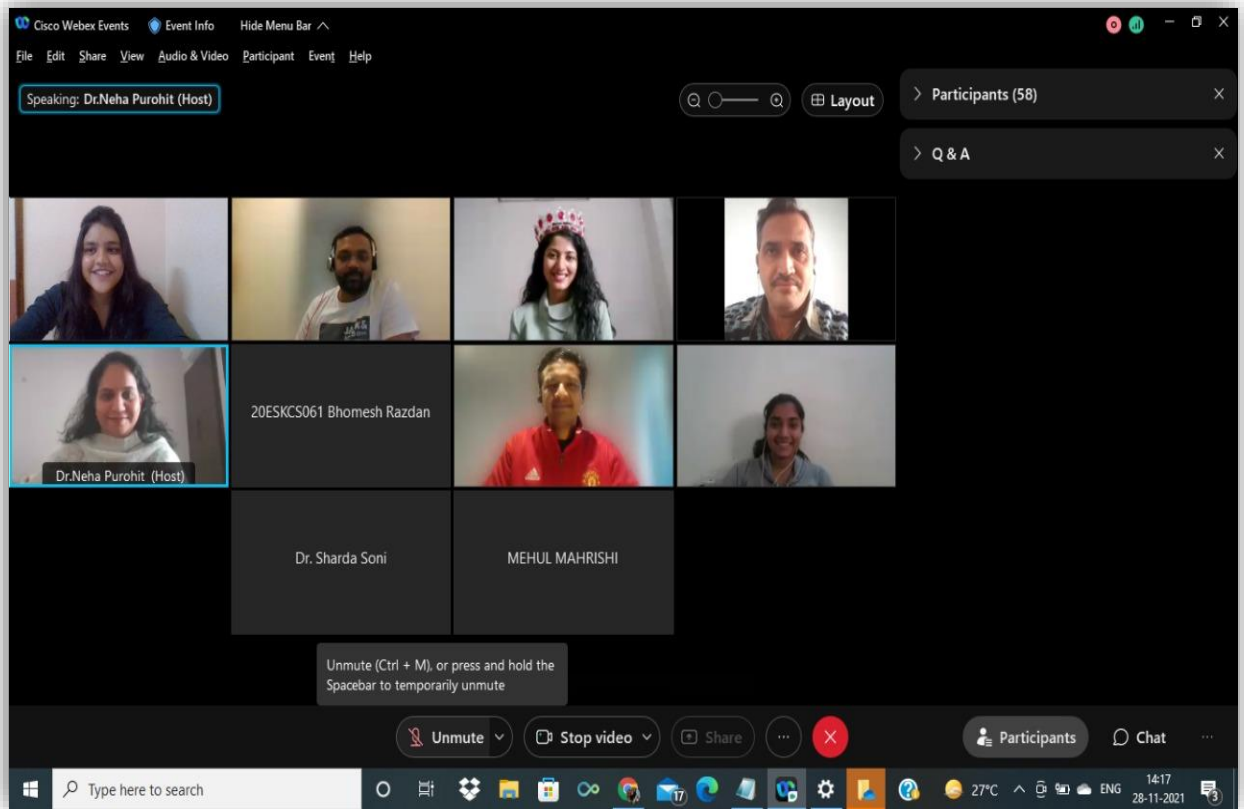 Cisco Webex Events Event Info Hide Menu Bar
File Edit Share View Audio & Video Participant Event Help
Speaking: Dr.Neha Purohit (Host)
Layout
Participants (58)
Q & A
Dr.Neha Purohit (Host)
20ESKCS061 Bhomesh Razdan
Dr. Sharda Soni
MEHUL MAHRISHI
Unmute (Ctrl + M), or press and hold the
Spacebar to temporarily unmute
Unmute Stop video Share Participants Chat
Type here to search
17
27°C ENG
14:17
28-11-2021
3